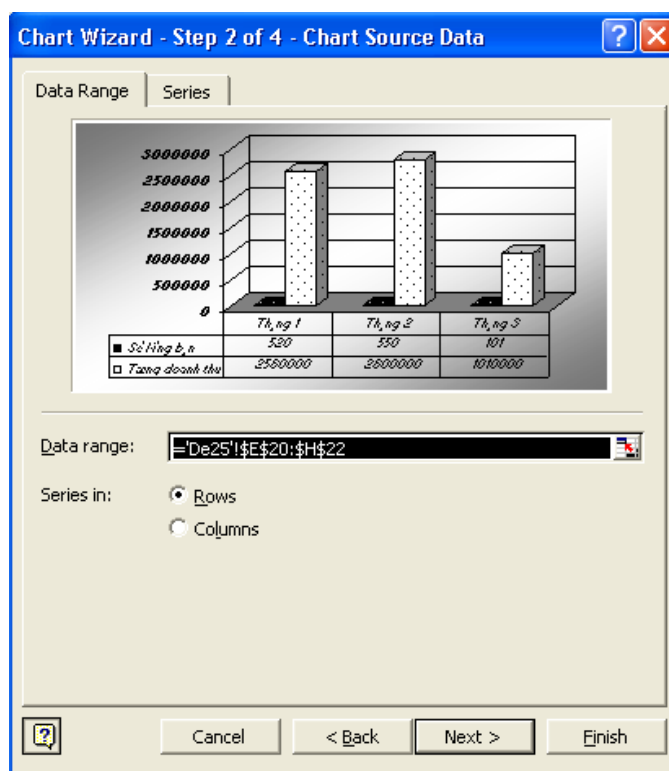 Chart Wizard - Step 2 of 4 - Chart Source Data
Data Range Series
3000000
2500000
2000000
1500000
1000000
500000
0
Th¸ng 1 Th¸ng 2 Th¸ng 3
b¸n 520 550 101
doanh thu 2580000 2800000 1010000
Data range: ='De25'!$E$20:$H$22
Series in: Rows
Columns
Cancel < Back Next > Finish